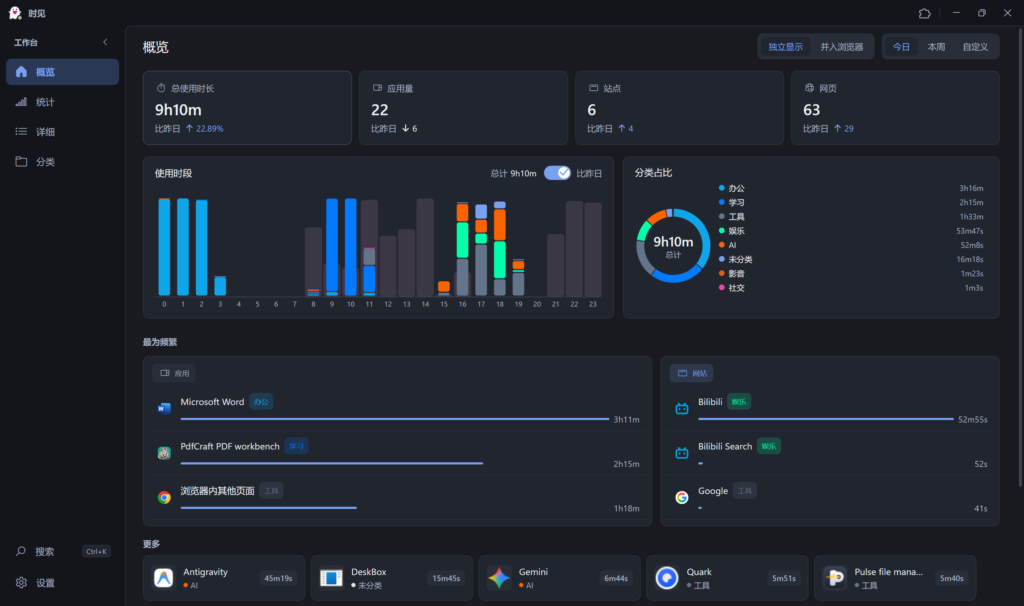 时见
工作台
概览
统计
详细
分类
搜索 Ctrl+K
设置
概览
独立显示 并入浏览器 今日 本周 自定义
总使用时长
9h10m
比昨日 ↑ 22.89%
应用量
22
比昨日 ↓ 6
站点
6
比昨日 ↑ 4
网页
63
比昨日 ↑ 29
使用时段 总计 9h10m 比昨日
0 1 2 3 4 5 6 7 8 9 10 11 12 13 14 15 16 17 18 19 20 21 22 23
分类占比
9h10m
总计
办公 3h16m
学习 2h15m
工具 1h33m
娱乐 53m47s
AI 52m8s
未分类 16m18s
影音 1m23s
社交 1m3s
最为频繁
应用
Microsoft Word 办公
3h11m
PdfCraft PDF workbench 学习
2h15m
浏览器内其他页面 工具
1h18m
网站
Bilibili 娱乐
52m55s
Bilibili Search 娱乐
52s
Google 工具
41s
更多
Antigravity
AI
45m19s
DeskBox
未分类
15m45s
Gemini
AI
6m44s
Quark
工具
5m51s
Pulse file mana...
工具
5m40s